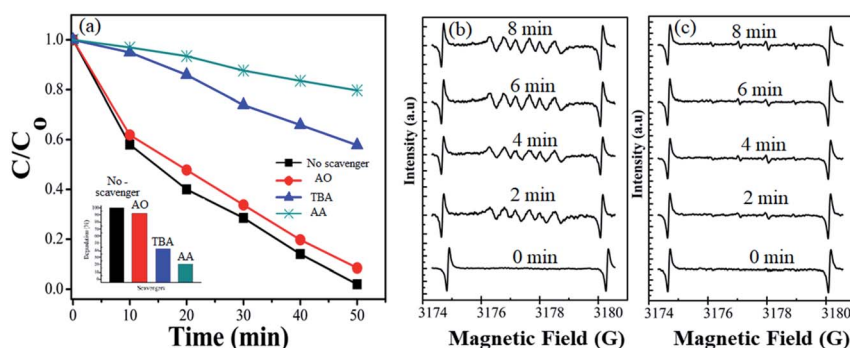 (a)
C/Co
1.0
0.8
0.6
0.4
0.2
0.0
0 10 20 30 40 50
Time (min)
No scavenger
AO
TBA
AA
No -
scavenger
AO
TBA
AA
Degradation (%)
Scavengers
(b)
8 min
6 min
4 min
2 min
0 min
Intensity (a.u)
3174 3176 3178 3180
Magnetic Field (G)
(c)
8 min
6 min
4 min
2 min
0 min
Intensity (a.u)
3174 3176 3178 3180
Magnetic Field (G)